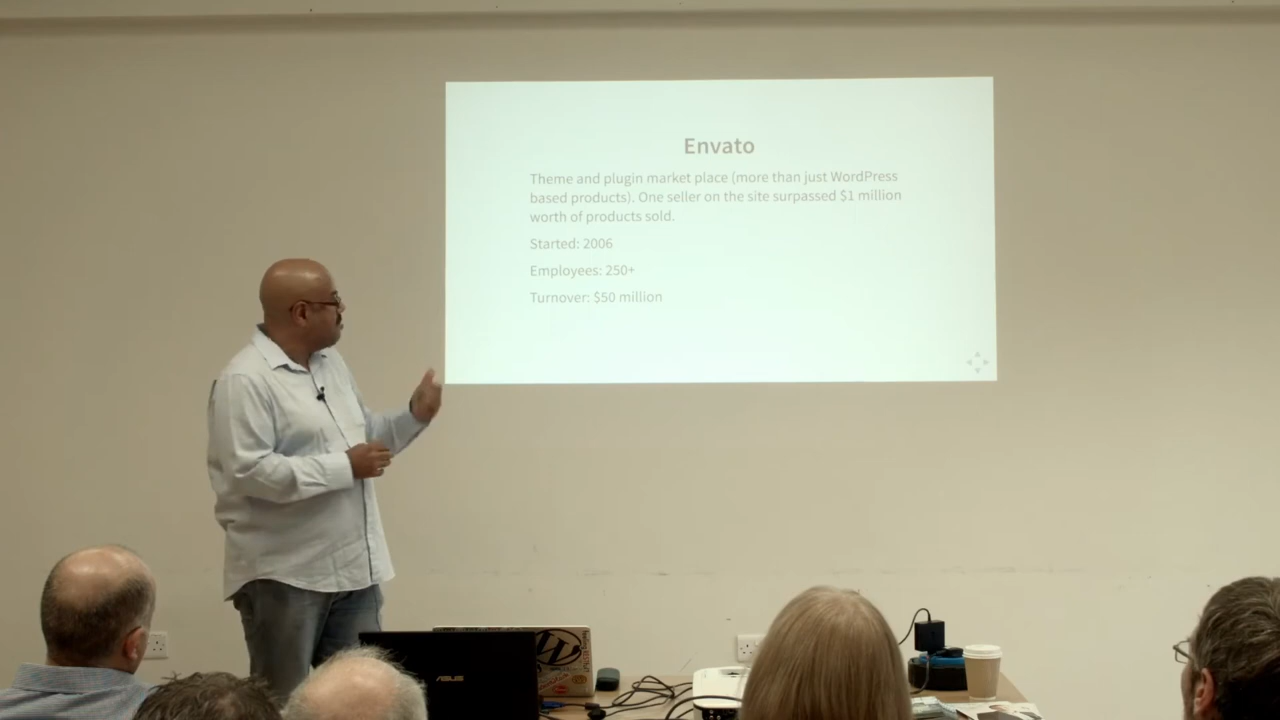 Envato
Theme and plugin market place (more than just WordPress
based products). One seller on the site surpassed $1 million
worth of products sold.
Started: 2006
Employees: 250+
Turnover: $50 million
ASUS